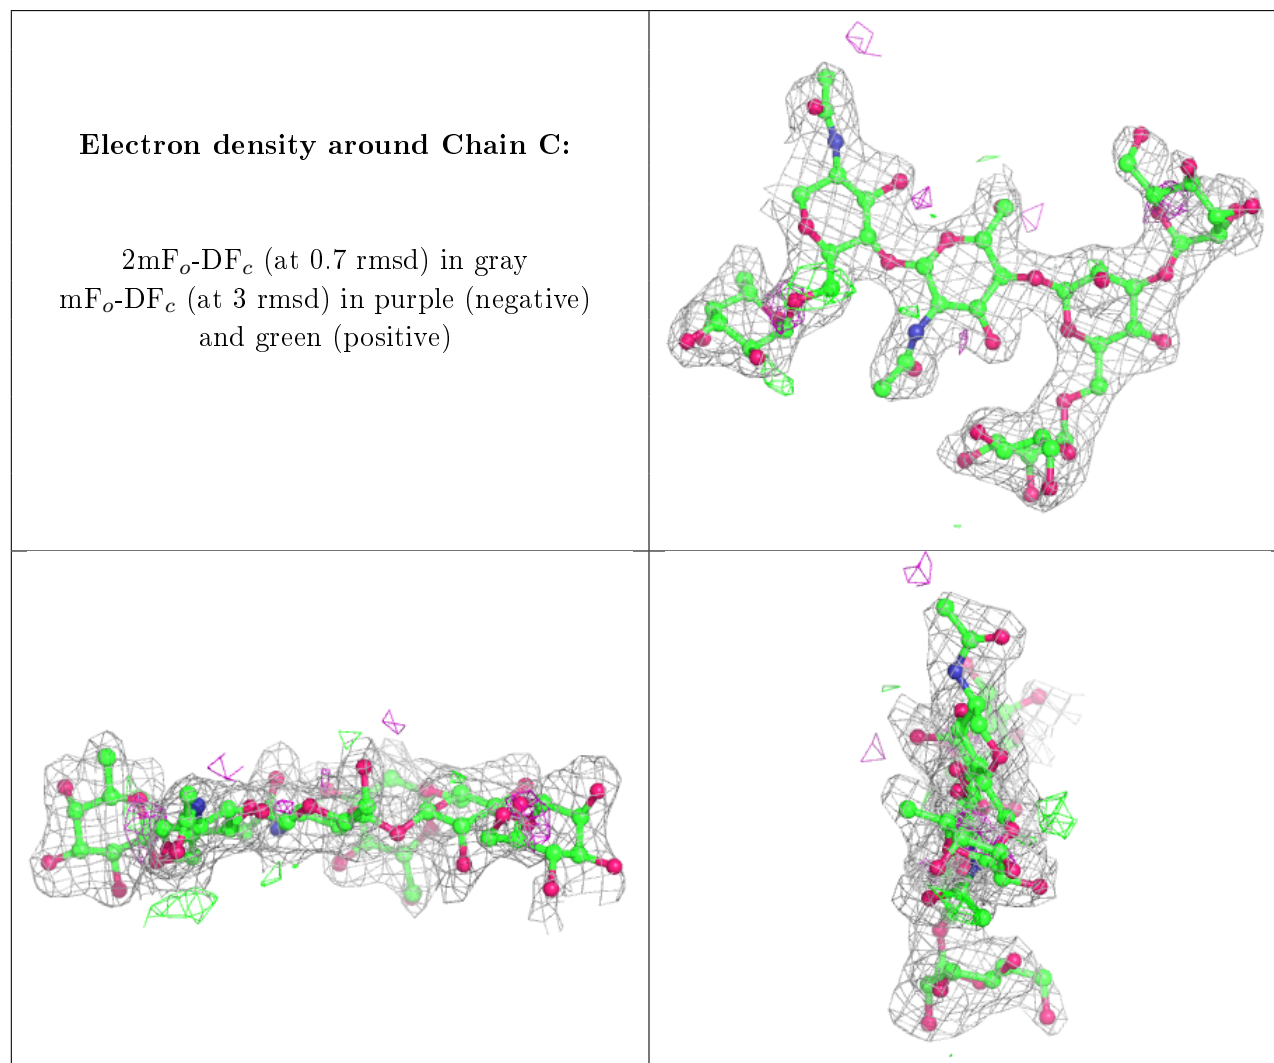 Electron density around Chain C:
2mFₒ-DF𝒸 (at 0.7 rmsd) in gray
mFₒ-DF𝒸 (at 3 rmsd) in purple (negative)
and green (positive)